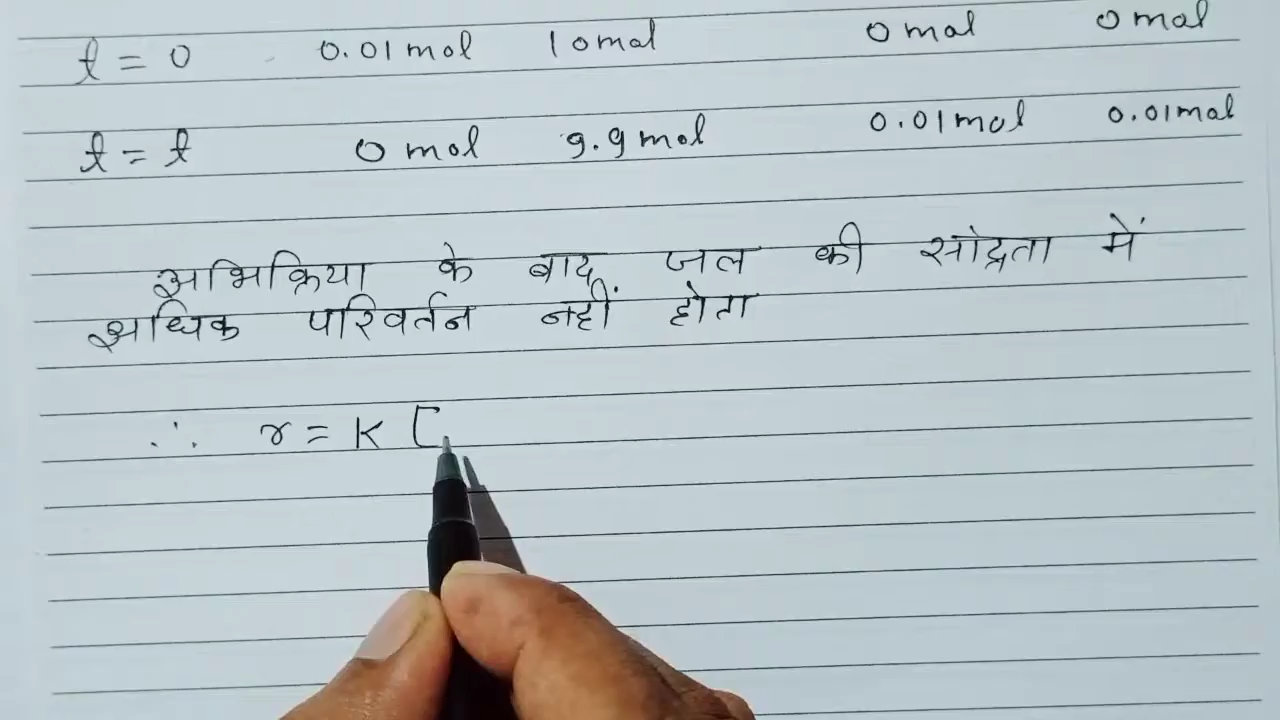 t = 0 0.01 mol 10 mol 0 mol 0 mol
t = t 0 mol 9.9 mol 0.01 mol 0.01 mol
अभिक्रिया के बाद जल की सांद्रता में
अधिक परिवर्तन नहीं होता
∴ r = K [